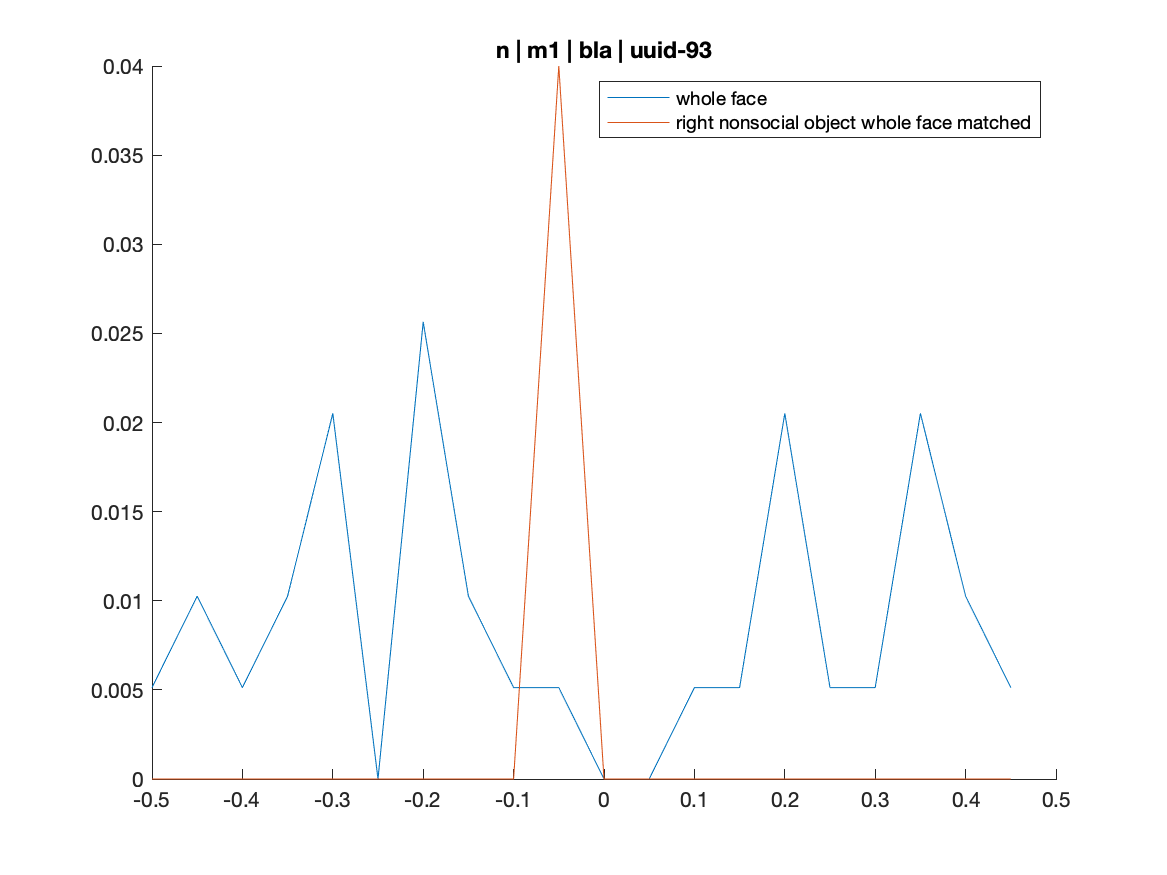 n | m1 | bla | uuid-93
whole face
right nonsocial object whole face matched
0.04
0.035
0.03
0.025
0.02
0.015
0.01
0.005
0
-0.5 -0.4 -0.3 -0.2 -0.1 0 0.1 0.2 0.3 0.4 0.5